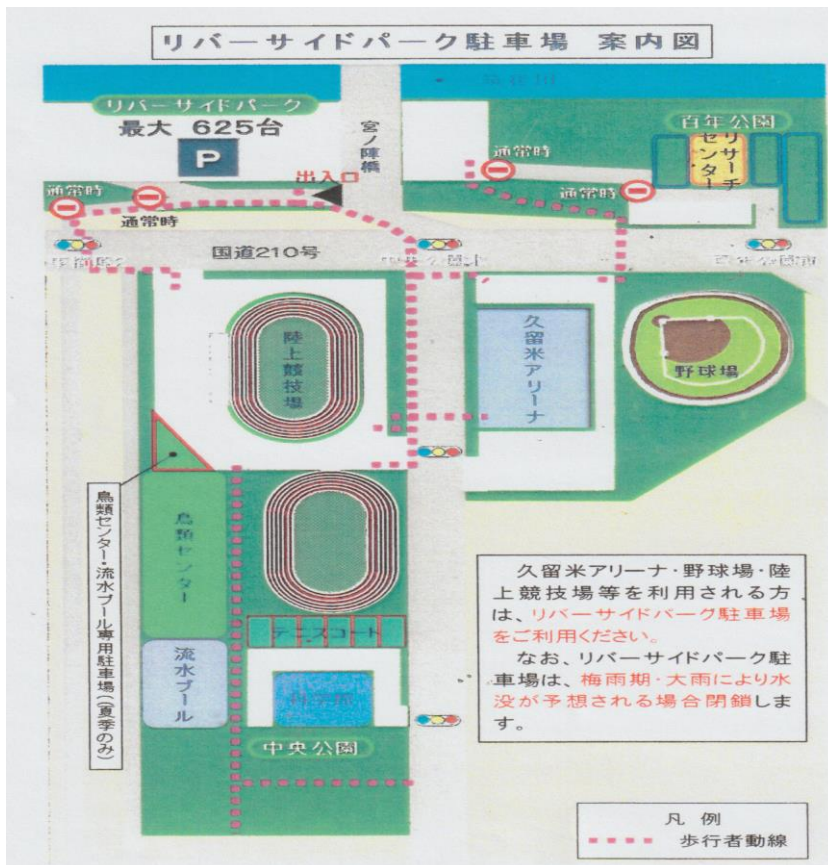 リバーサイドパーク駐車場 案内図
リバーサイドパーク
最大 625台
P
宮ノ陣橋
百年公園
リサーチ
センター
通常時
通常時
通常時
通常時
出入口
国道210号
陸上競技場
久留米アリーナ
野球場
鳥類センター・流水プール専用駐車場(夏季のみ)
鳥類センター
テニスコート
流水プール
中央公園
久留米アリーナ・野球場・陸
上競技場等を利用される方
は、リバーサイドパーク駐車場
をご利用ください。
なお、リバーサイドパーク駐
車場は、梅雨期・大雨により水
没が予想される場合閉鎖しま
す。
凡 例
歩行者動線